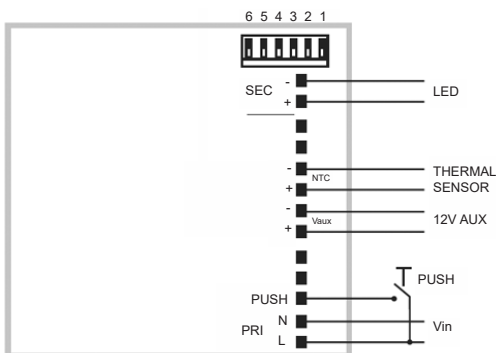 6 5 4 3 2 1
SEC - LED
+
- NTC THERMAL
+ SENSOR
- Vaux 12V AUX
+
PUSH PUSH
PRI N Vin
L